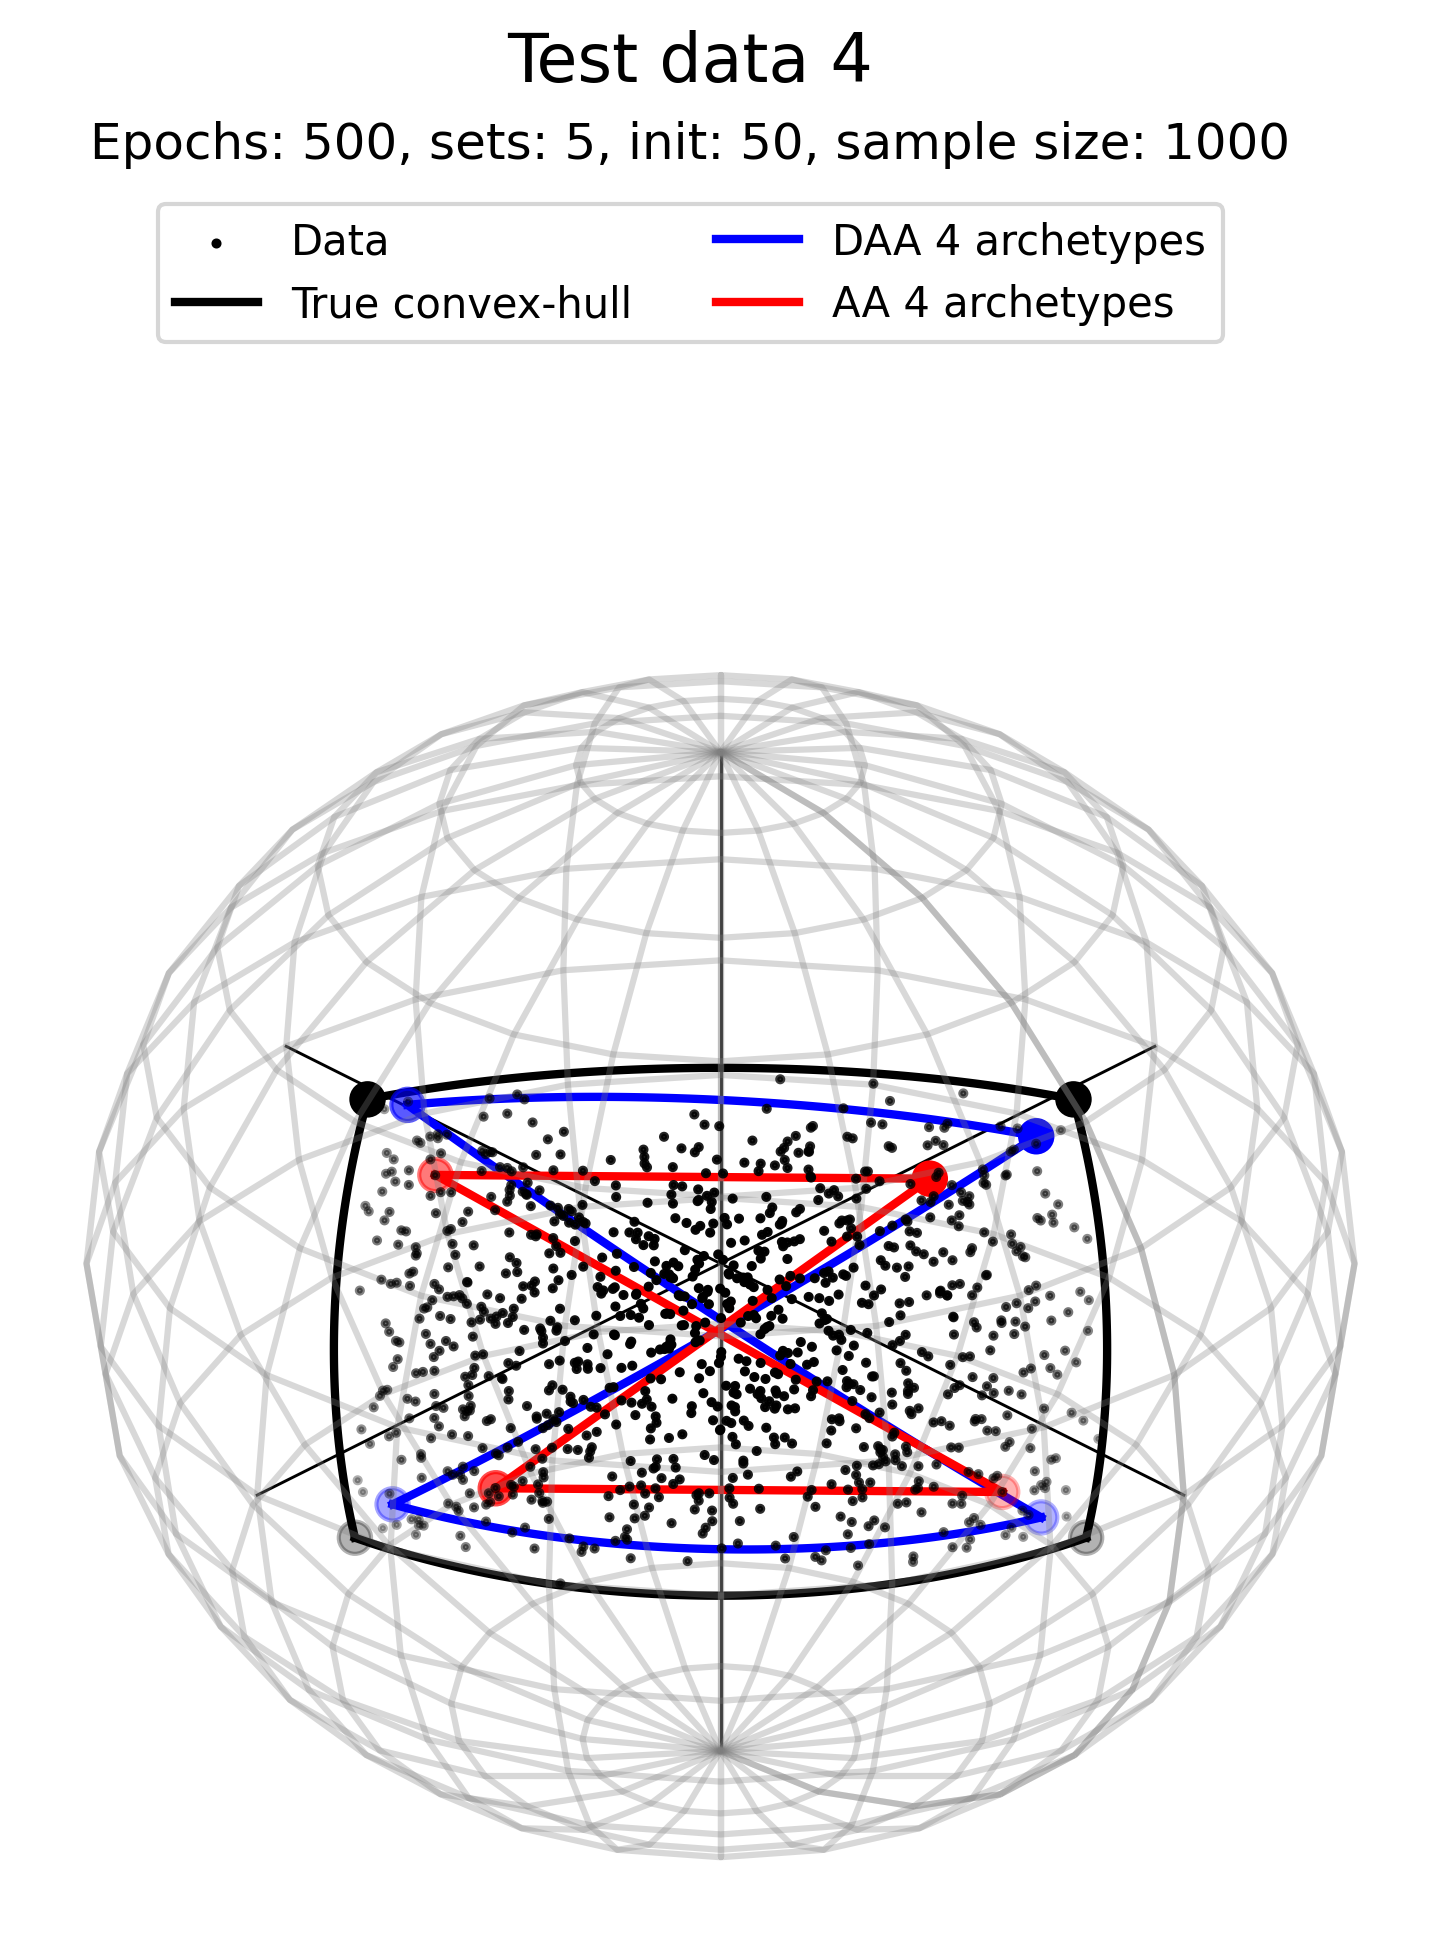 Test data 4
Epochs: 500, sets: 5, init: 50, sample size: 1000
Data
True convex-hull
DAA 4 archetypes
AA 4 archetypes